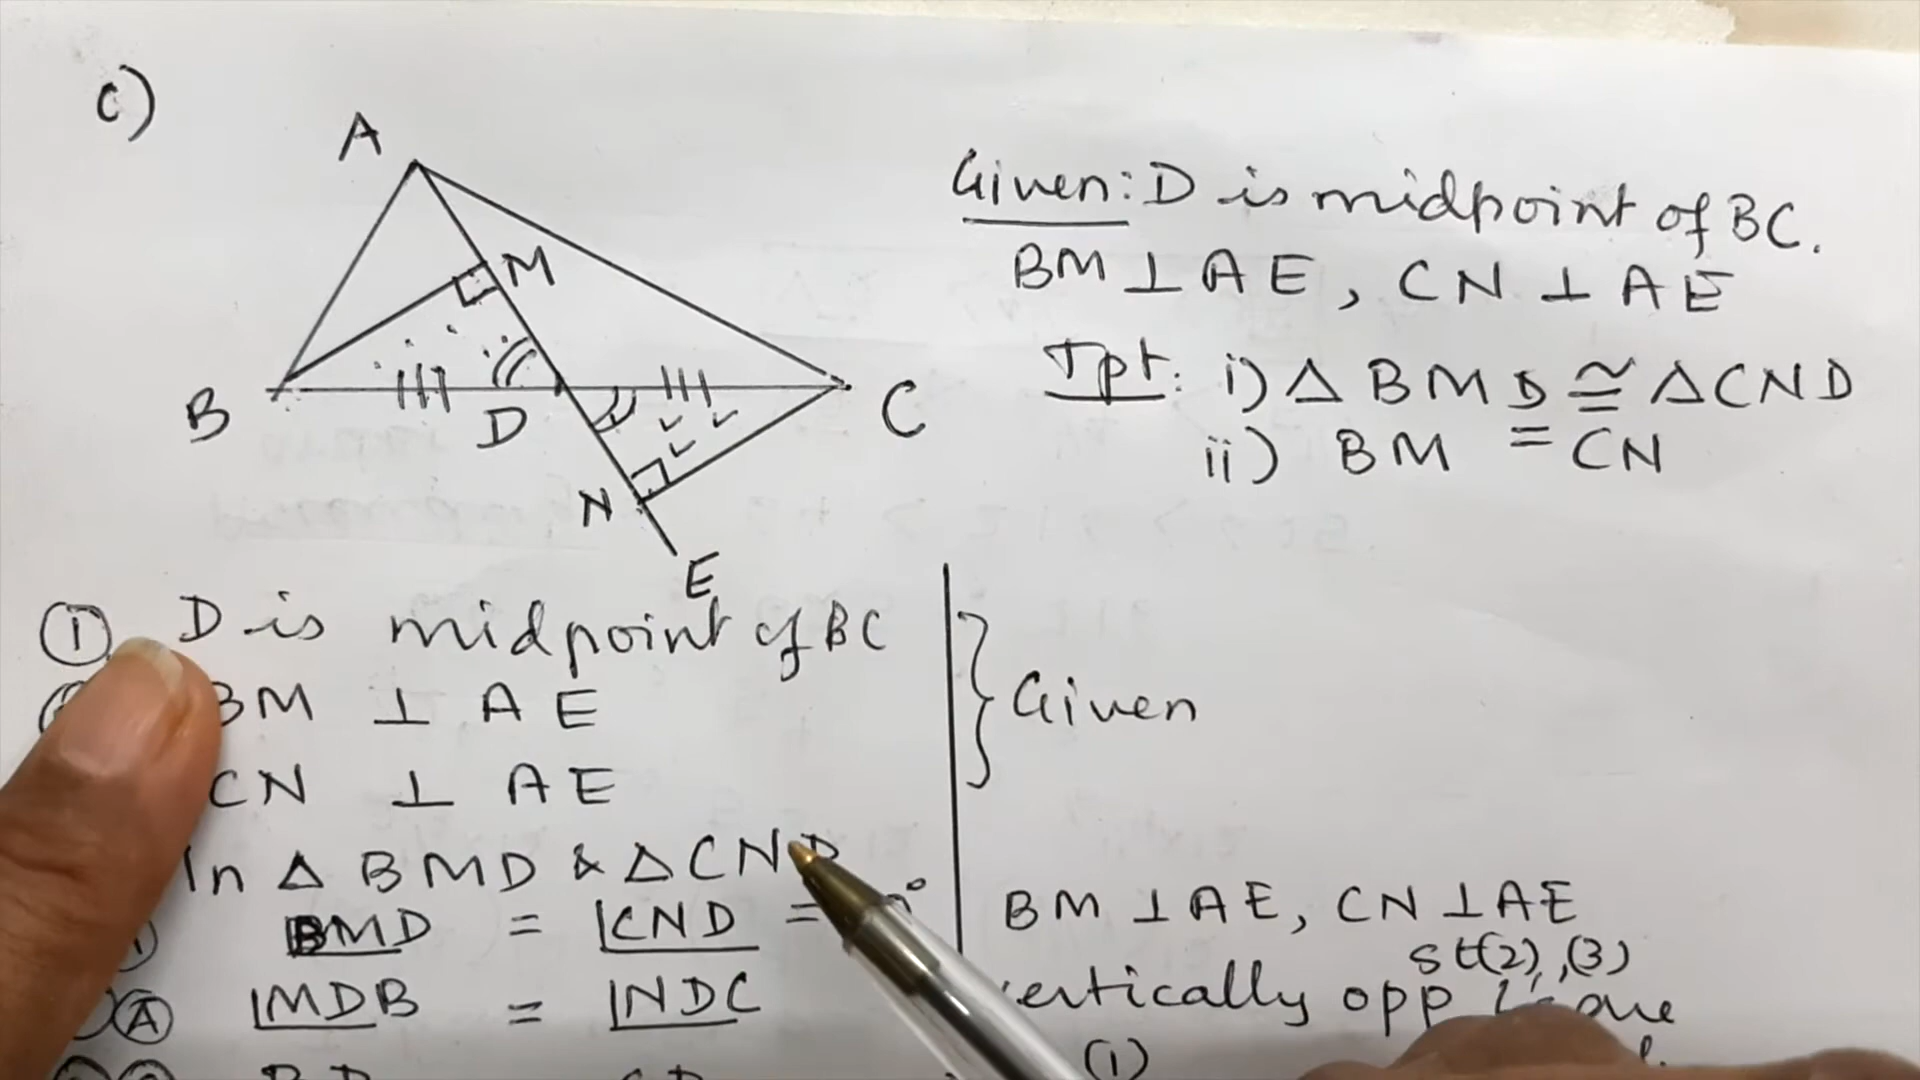 c)
A
M
B
D
C
N
E
Given: D is midpoint of BC.
BM ⊥ AE, CN ⊥ AE
Tpt: i) △ BMD ≅ △ CND
ii) BM = CN
① D is midpoint of BC
BM ⊥ AE
CN ⊥ AE
} Given
In △ BMD & △ CND
BMD = ∠CND =
BM ⊥ AE, CN ⊥ AE
st(2), (3)
Ⓐ ∠MDB = ∠NDC
vertically opp ∠s are
(1)